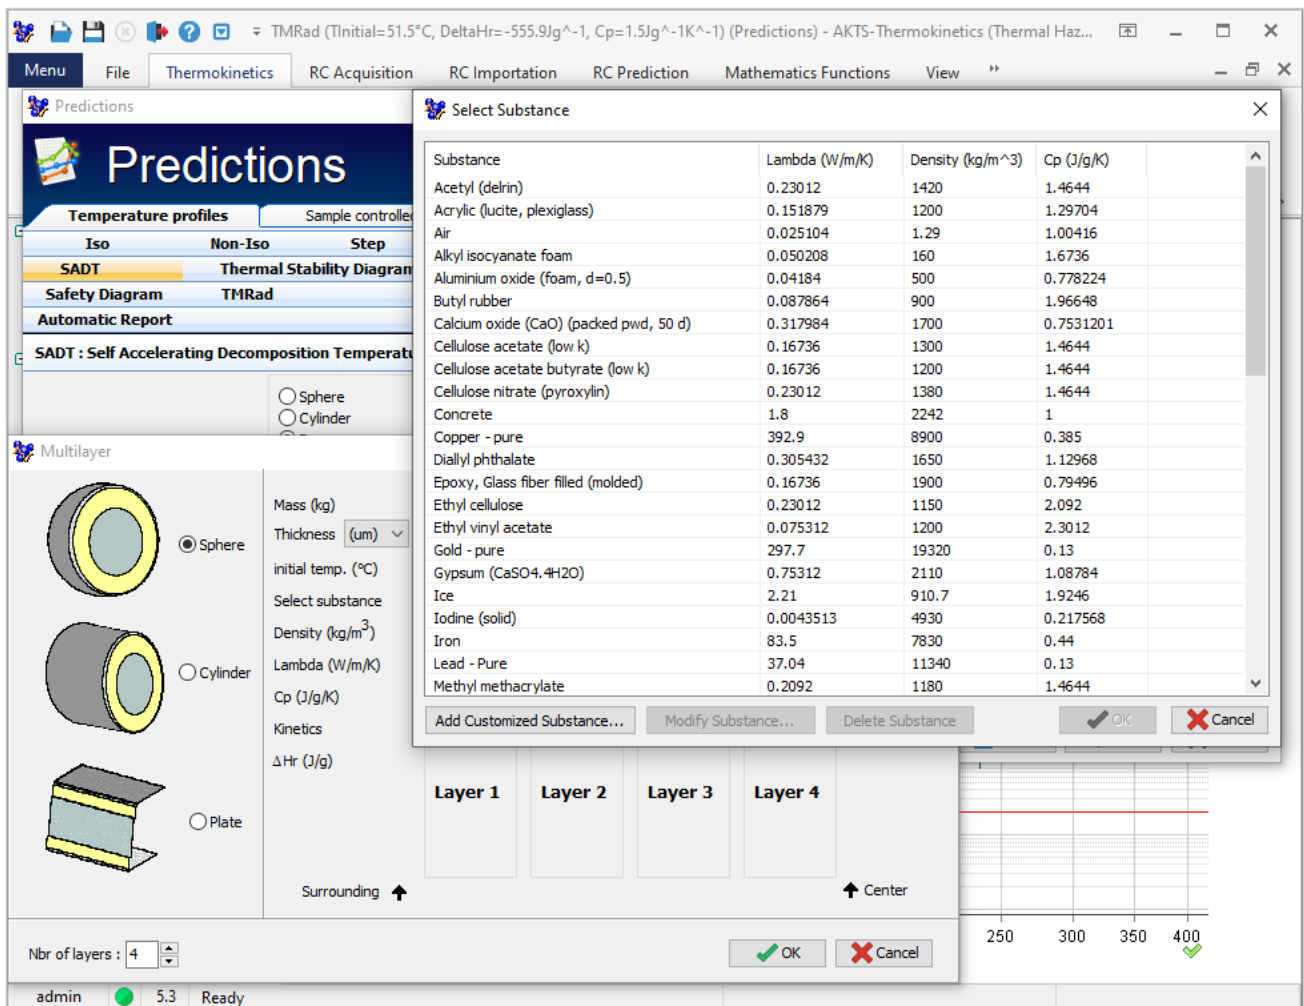 TMRad (TInitial=51.5°C, DeltaHr=-555.9Jg^-1, Cp=1.5Jg^-1K^-1) (Predictions) - AKTS-Thermokinetics (Thermal Haz...
Menu File Thermokinetics RC Acquisition RC Importation RC Prediction Mathematics Functions View
Predictions
Predictions
Temperature profiles Sample controlled
Iso Non-Iso Step
SADT Thermal Stability Diagram
Safety Diagram TMRad
Automatic Report
SADT : Self Accelerating Decomposition Temperatu
Sphere
Cylinder
Select Substance
Substance Lambda (W/m/K) Density (kg/m^3) Cp (J/g/K)
Acetyl (delrin) 0.23012 1420 1.4644
Acrylic (lucite, plexiglass) 0.151879 1200 1.29704
Air 0.025104 1.29 1.00416
Alkyl isocyanate foam 0.050208 160 1.6736
Aluminium oxide (foam, d=0.5) 0.04184 500 0.778224
Butyl rubber 0.087864 900 1.96648
Calcium oxide (CaO) (packed pwd, 50 d) 0.317984 1700 0.7531201
Cellulose acetate (low k) 0.16736 1300 1.4644
Cellulose acetate butyrate (low k) 0.16736 1200 1.4644
Cellulose nitrate (pyroxylin) 0.23012 1380 1.4644
Concrete 1.8 2242 1
Copper - pure 392.9 8900 0.385
Diallyl phthalate 0.305432 1650 1.12968
Epoxy, Glass fiber filled (molded) 0.16736 1900 0.79496
Ethyl cellulose 0.23012 1150 2.092
Ethyl vinyl acetate 0.075312 1200 2.3012
Gold - pure 297.7 19320 0.13
Gypsum (CaSO4.4H2O) 0.75312 2110 1.08784
Ice 2.21 910.7 1.9246
Iodine (solid) 0.0043513 4930 0.217568
Iron 83.5 7830 0.44
Lead - Pure 37.04 11340 0.13
Methyl methacrylate 0.2092 1180 1.4644
Add Customized Substance... Modify Substance... Delete Substance OK Cancel
Multilayer
Sphere
Cylinder
Plate
Mass (kg)
Thickness (um)
initial temp. (°C)
Select substance
Density (kg/m³)
Lambda (W/m/K)
Cp (J/g/K)
Kinetics
ΔHr (J/g)
Layer 1 Layer 2 Layer 3 Layer 4
Surrounding Center
Nbr of layers : 4 OK Cancel
250 300 350 400
admin 5.3 Ready